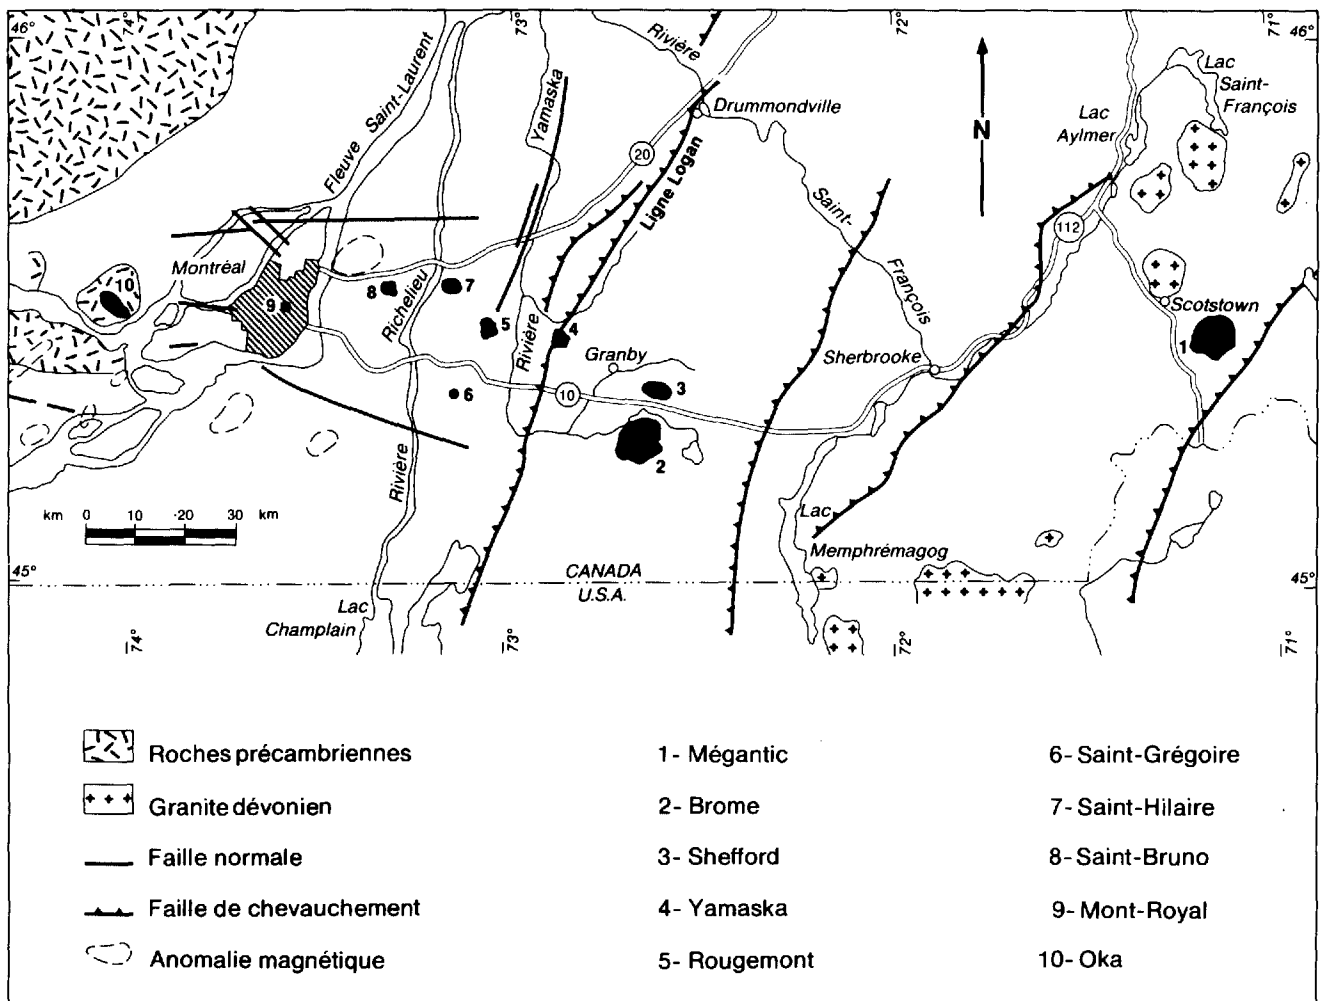 46°
74°
73°
72°
71°
46°
Fleuve Saint-Laurent
Yamaska
Rivière
Drummondville
20
Ligne Logan
N
Lac
Saint-
François
Lac
Aylmer
Saint-
François
112
Montréal
10
9
8
7
Richelieu
5
Rivière
4
Granby
3
Sherbrooke
Scotstown
1
6
10
2
Rivière
km 0 10 20 30 km
Lac
Memphrémagog
45°
CANADA
U.S.A.
45°
Lac
Champlain
74°
73°
72°
71°
Roches précambriennes
Granite dévonien
Faille normale
Faille de chevauchement
Anomalie magnétique
1- Mégantic
2- Brome
3- Shefford
4- Yamaska
5- Rougemont
6- Saint-Grégoire
7- Saint-Hilaire
8- Saint-Bruno
9- Mont-Royal
10- Oka